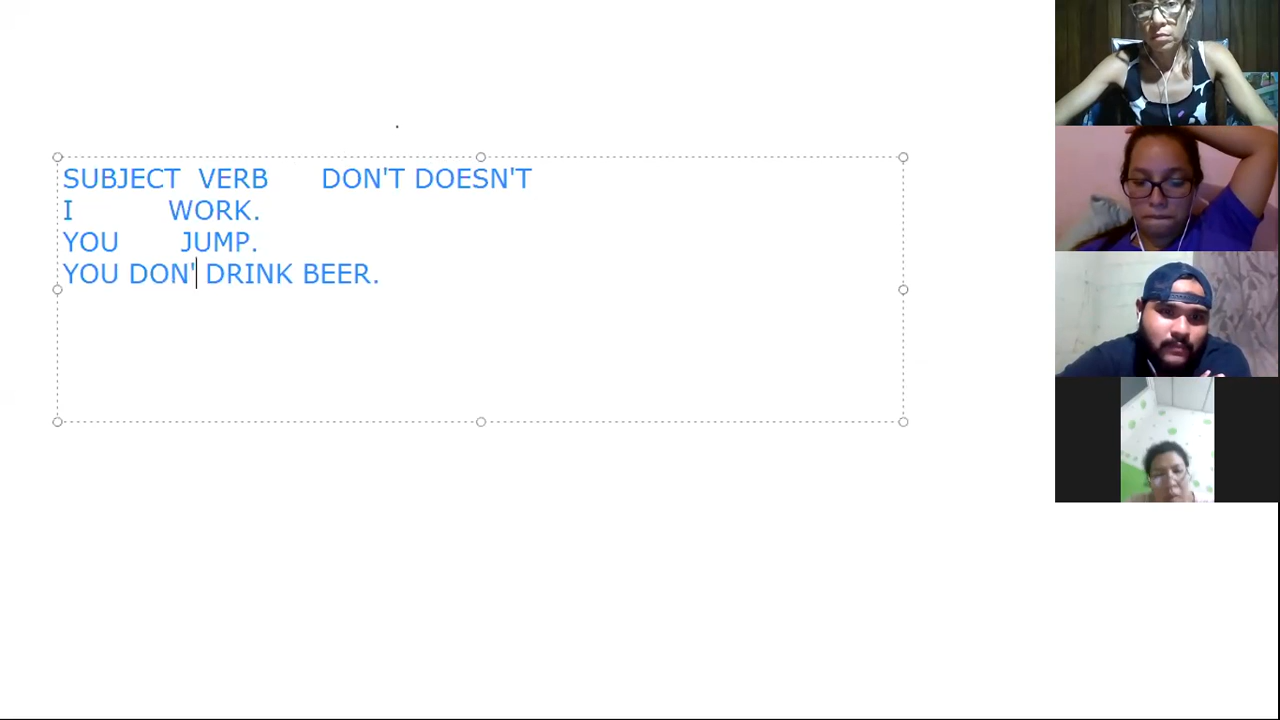 SUBJECT VERB DON'T DOESN'T
I WORK.
YOU JUMP.
YOU DON' DRINK BEER.